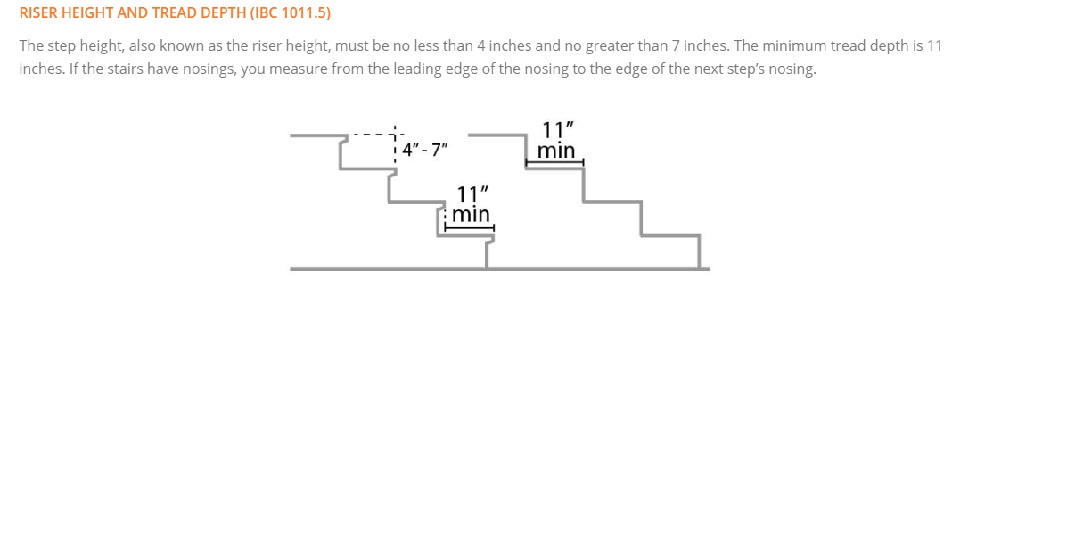 RISER HEIGHT AND TREAD DEPTH (IBC 1011.5)
The step height, also known as the riser height, must be no less than 4 inches and no greater than 7 inches. The minimum tread depth is 11
inches. If the stairs have nosings, you measure from the leading edge of the nosing to the edge of the next step's nosing.
4" - 7"
11"
min
11"
min